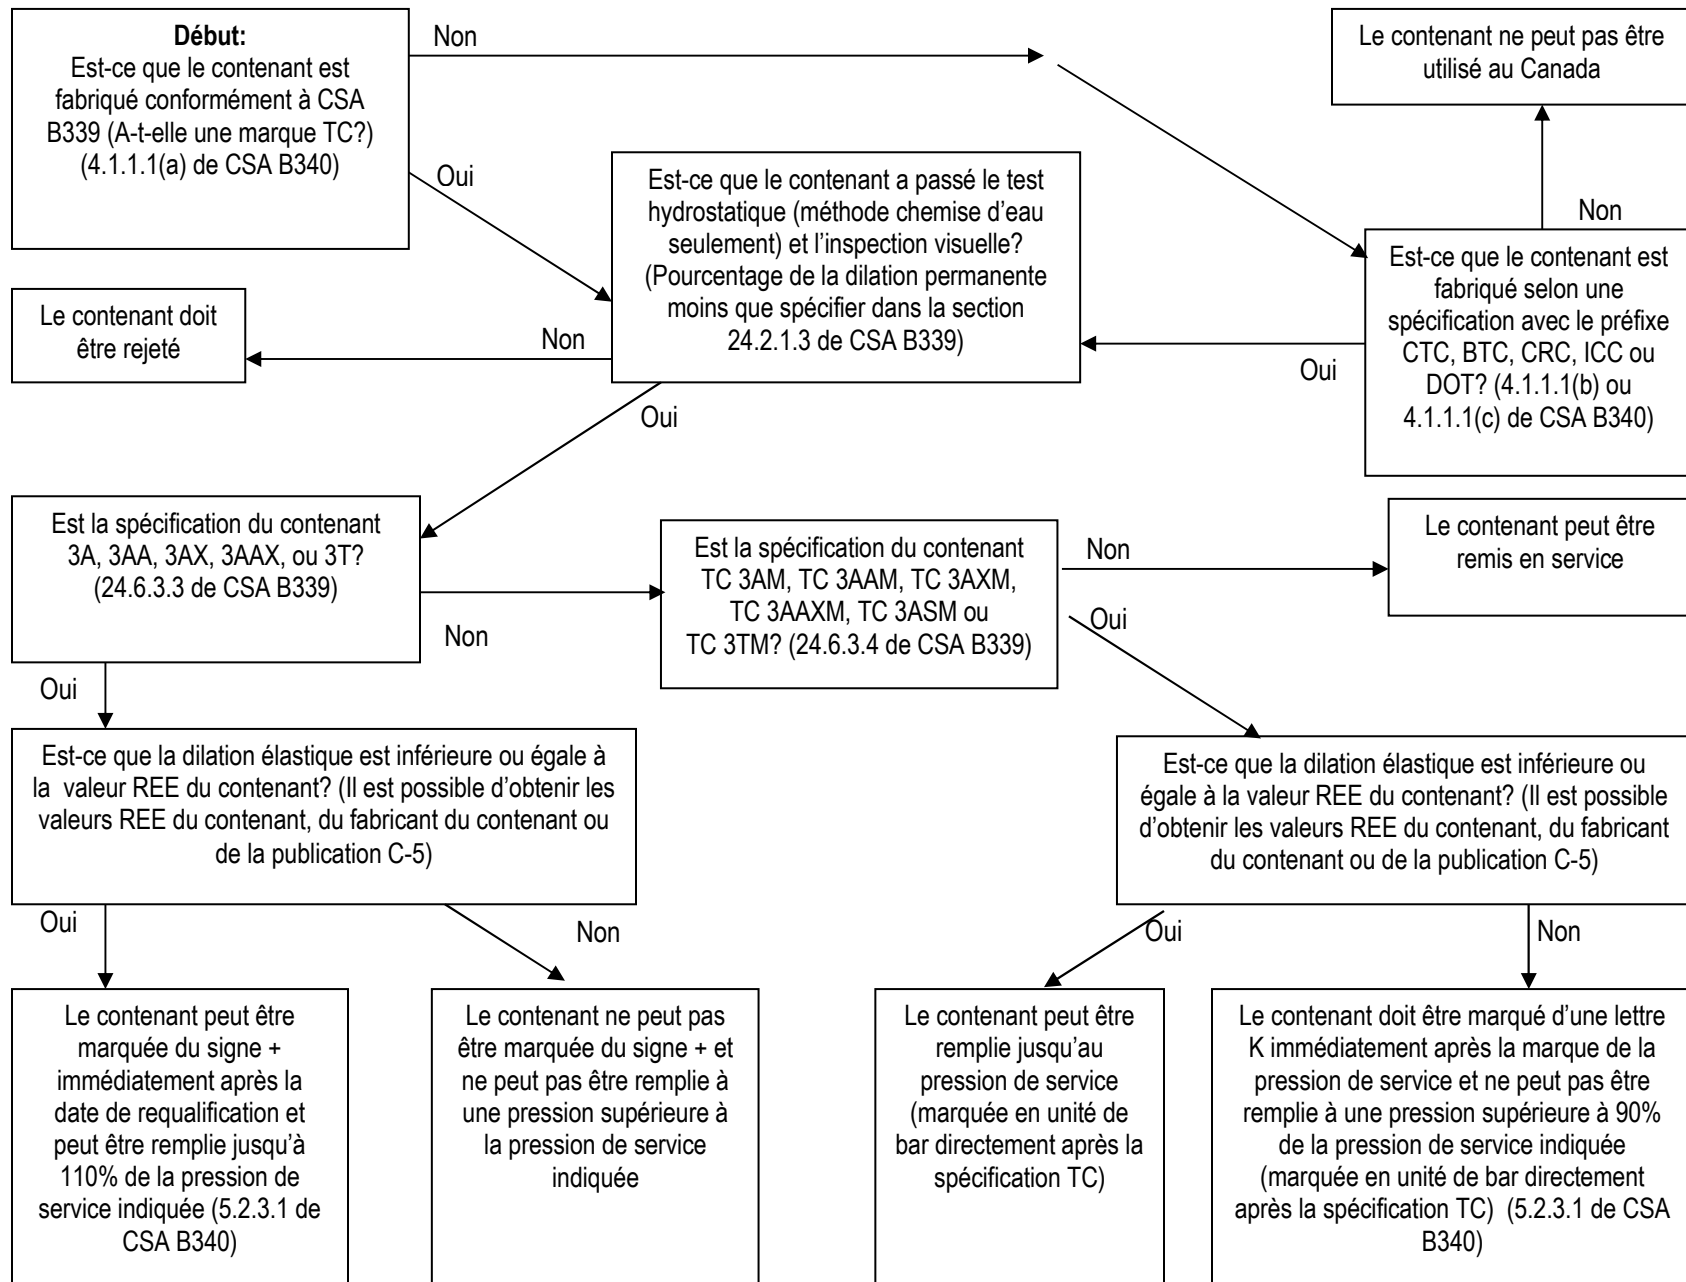 Début:
Est-ce que le contenant est
fabriqué conformément à CSA
B339 (A-t-elle une marque TC?)
(4.1.1.1(a) de CSA B340)
Non
Le contenant ne peut pas être
utilisé au Canada
Oui
Est-ce que le contenant a passé le test
hydrostatique (méthode chemise d'eau
seulement) et l'inspection visuelle?
(Pourcentage de la dilation permanente
moins que spécifier dans la section
24.2.1.3 de CSA B339)
Non
Est-ce que le contenant est
fabriqué selon une
spécification avec le préfixe
CTC, BTC, CRC, ICC ou
DOT? (4.1.1.1(b) ou
4.1.1.1(c) de CSA B340)
Le contenant doit
être rejeté
Non
Oui
Oui
Est la spécification du contenant
3A, 3AA, 3AX, 3AAX, ou 3T?
(24.6.3.3 de CSA B339)
Non
Est la spécification du contenant
TC 3AM, TC 3AAM, TC 3AXM,
TC 3AAXM, TC 3ASM ou
TC 3TM? (24.6.3.4 de CSA B339)
Non
Le contenant peut être
remis en service
Oui
Oui
Est-ce que la dilation élastique est inférieure ou égale à
la valeur REE du contenant? (Il est possible d'obtenir les
valeurs REE du contenant, du fabricant du contenant ou
de la publication C-5)
Est-ce que la dilation élastique est inférieure ou
égale à la valeur REE du contenant? (Il est possible
d'obtenir les valeurs REE du contenant, du fabricant
du contenant ou de la publication C-5)
Oui
Non
Oui
Non
Le contenant peut être
marquée du signe +
immédiatement après la
date de requalification et
peut être remplie jusqu'à
110% de la pression de
service indiquée (5.2.3.1 de
CSA B340)
Le contenant ne peut pas
être marquée du signe + et
ne peut pas être remplie à
une pression supérieure à
la pression de service
indiquée
Le contenant peut être
remplie jusqu'au
pression de service
(marquée en unité de
bar directement après la
spécification TC)
Le contenant doit être marqué d'une lettre
K immédiatement après la marque de la
pression de service et ne peut pas être
remplie à une pression supérieure à 90%
de la pression de service indiquée
(marquée en unité de bar directement
après la spécification TC) (5.2.3.1 de CSA
B340)